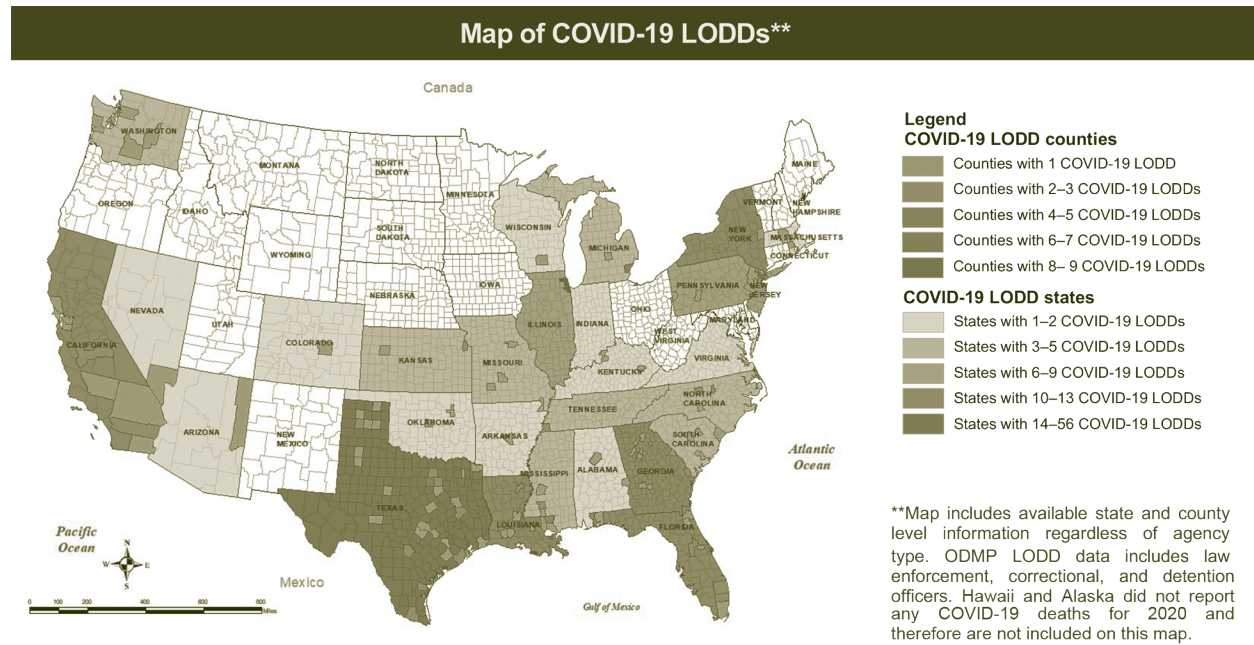 Map of COVID-19 LODDs**
Canada
WASHINGTON
MONTANA
NORTH
DAKOTA
MINNESOTA
MAINE
OREGON
IDAHO
SOUTH
DAKOTA
WISCONSIN
MICHIGAN
VERMONT
NEW
HAMPSHIRE
NEW
YORK
MASSACHUSETTS
CONNECTICUT
WYOMING
IOWA
NEBRASKA
PENNSYLVANIA
NEW
JERSEY
NEVADA
UTAH
COLORADO
KANSAS
MISSOURI
ILLINOIS
INDIANA
OHIO
WEST
VIRGINIA
MARYLAND
VIRGINIA
CALIFORNIA
KENTUCKY
ARIZONA
NEW
MEXICO
OKLAHOMA
ARKANSAS
TENNESSEE
NORTH
CAROLINA
SOUTH
CAROLINA
MISSISSIPPI
ALABAMA
GEORGIA
TEXAS
LOUISIANA
FLORIDA
Atlantic
Ocean
Pacific
Ocean
N
W E
S
Mexico
Gulf of Mexico
0 100 200 400 600 800
Miles
Legend
COVID-19 LODD counties
Counties with 1 COVID-19 LODD
Counties with 2–3 COVID-19 LODDs
Counties with 4–5 COVID-19 LODDs
Counties with 6–7 COVID-19 LODDs
Counties with 8– 9 COVID-19 LODDs
COVID-19 LODD states
States with 1–2 COVID-19 LODDs
States with 3–5 COVID-19 LODDs
States with 6–9 COVID-19 LODDs
States with 10–13 COVID-19 LODDs
States with 14–56 COVID-19 LODDs
**Map includes available state and county
level information regardless of agency
type. ODMP LODD data includes law
enforcement, correctional, and detention
officers. Hawaii and Alaska did not report
any COVID-19 deaths for 2020 and
therefore are not included on this map.